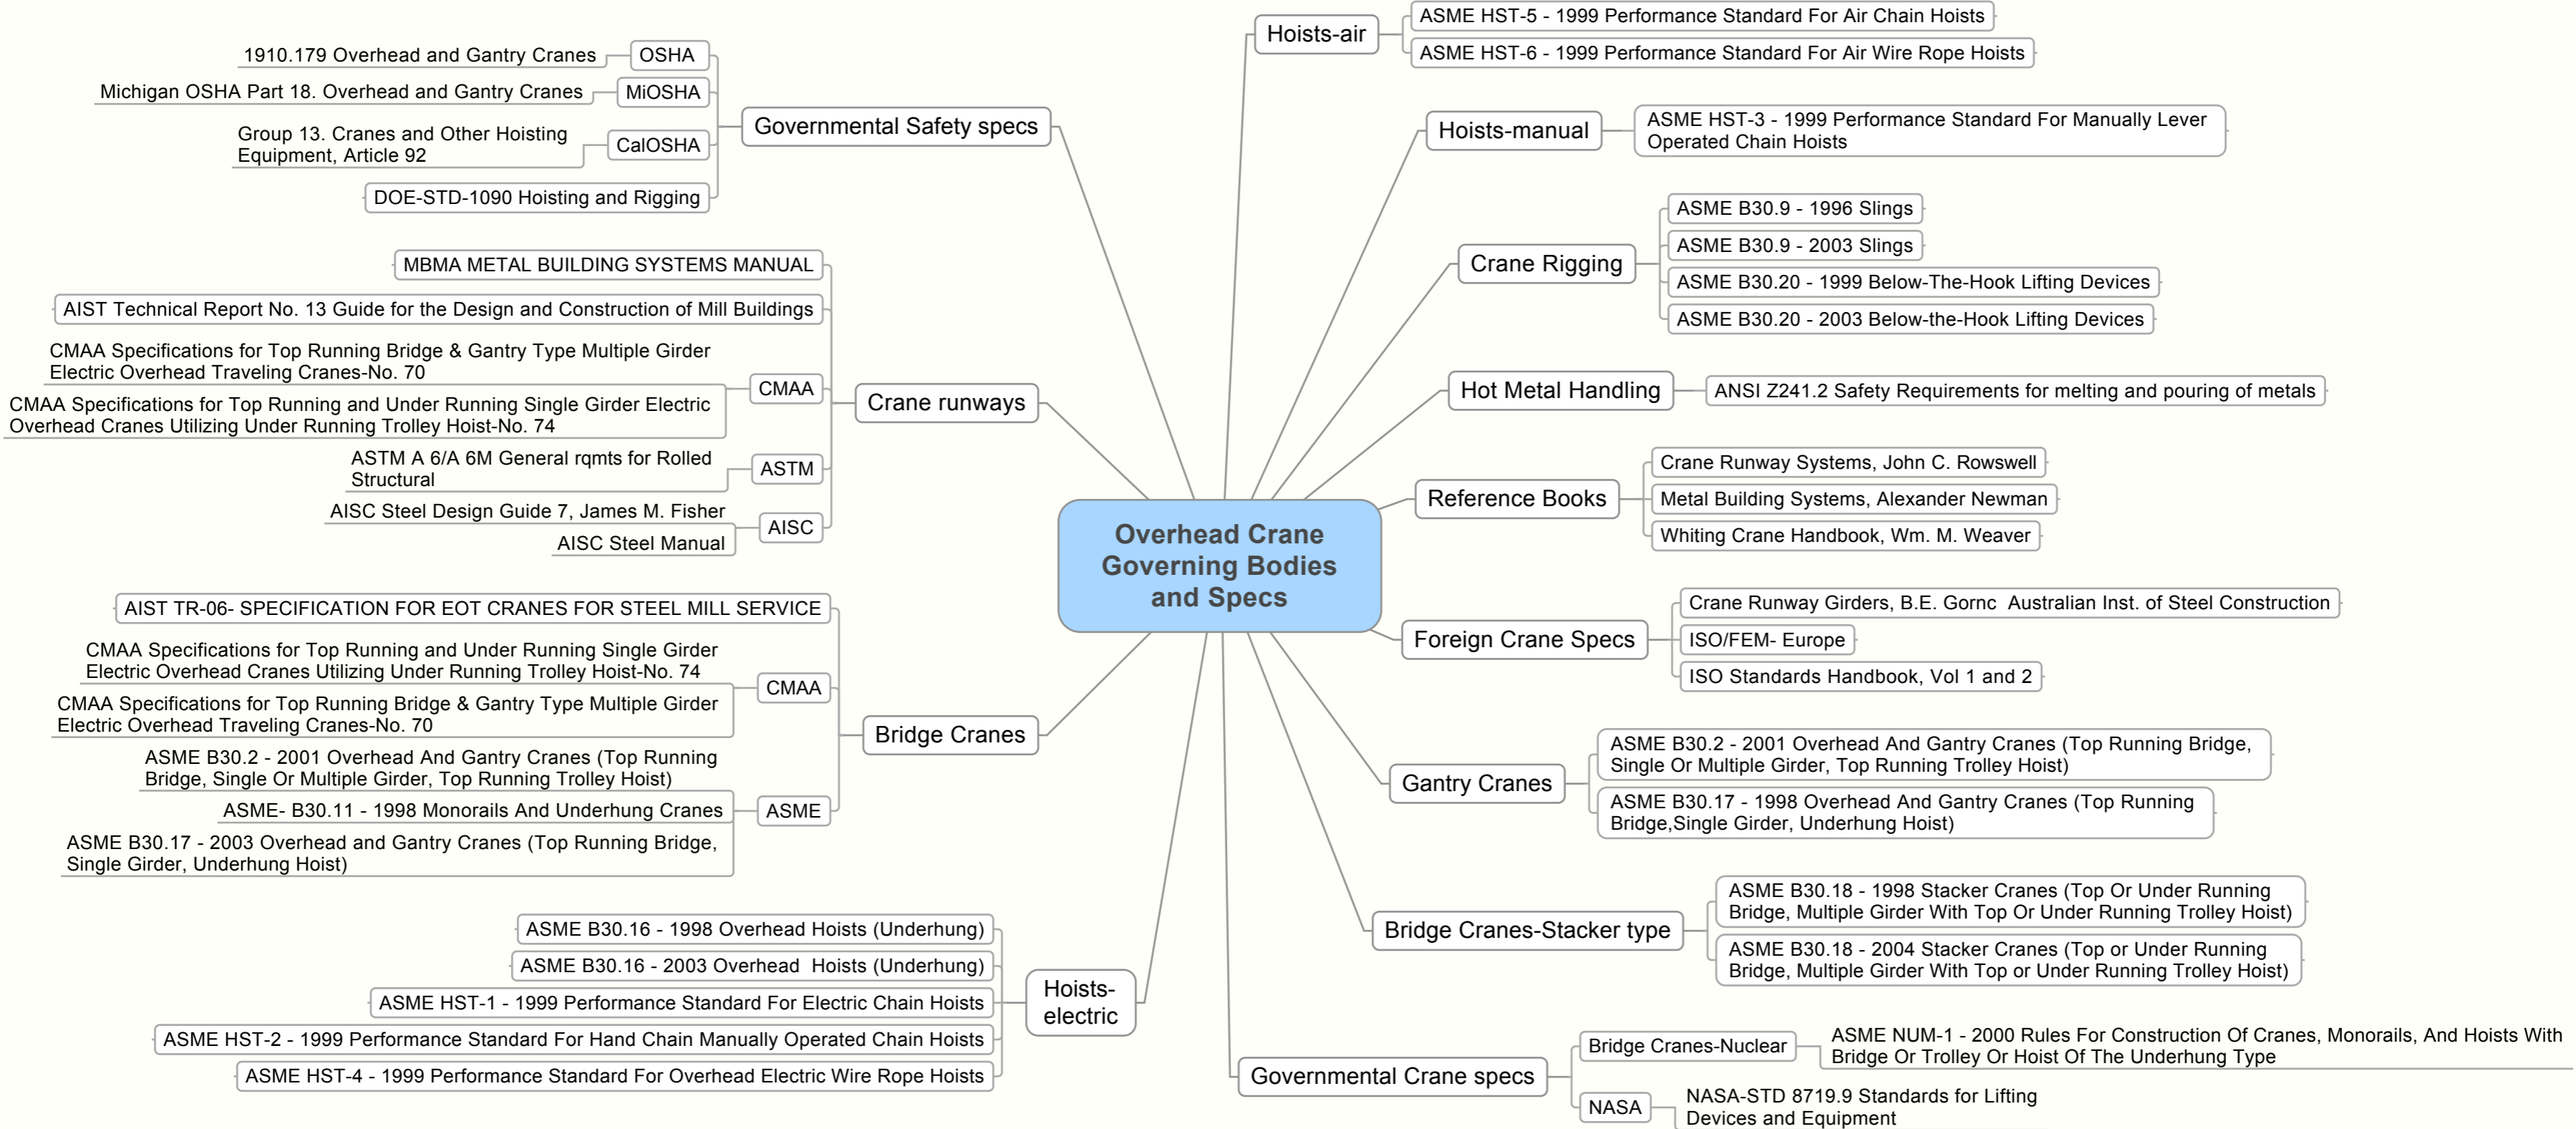 Overhead Crane
Governing Bodies
and Specs
Governmental Safety specs
OSHA
1910.179 Overhead and Gantry Cranes
MiOSHA
Michigan OSHA Part 18. Overhead and Gantry Cranes
CalOSHA
Group 13. Cranes and Other Hoisting
Equipment, Article 92
DOE-STD-1090 Hoisting and Rigging
Crane runways
MBMA METAL BUILDING SYSTEMS MANUAL
AIST Technical Report No. 13 Guide for the Design and Construction of Mill Buildings
CMAA
CMAA Specifications for Top Running Bridge & Gantry Type Multiple Girder
Electric Overhead Traveling Cranes-No. 70
CMAA Specifications for Top Running and Under Running Single Girder Electric
Overhead Cranes Utilizing Under Running Trolley Hoist-No. 74
ASTM
ASTM A 6/A 6M General rqmts for Rolled
Structural
AISC
AISC Steel Design Guide 7, James M. Fisher
AISC Steel Manual
Bridge Cranes
AIST TR-06- SPECIFICATION FOR EOT CRANES FOR STEEL MILL SERVICE
CMAA
CMAA Specifications for Top Running and Under Running Single Girder
Electric Overhead Cranes Utilizing Under Running Trolley Hoist-No. 74
CMAA Specifications for Top Running Bridge & Gantry Type Multiple Girder
Electric Overhead Traveling Cranes-No. 70
ASME
ASME B30.2 - 2001 Overhead And Gantry Cranes (Top Running
Bridge, Single Or Multiple Girder, Top Running Trolley Hoist)
ASME- B30.11 - 1998 Monorails And Underhung Cranes
ASME B30.17 - 2003 Overhead and Gantry Cranes (Top Running Bridge,
Single Girder, Underhung Hoist)
Hoists-
electric
ASME B30.16 - 1998 Overhead Hoists (Underhung)
ASME B30.16 - 2003 Overhead  Hoists (Underhung)
ASME HST-1 - 1999 Performance Standard For Electric Chain Hoists
ASME HST-2 - 1999 Performance Standard For Hand Chain Manually Operated Chain Hoists
ASME HST-4 - 1999 Performance Standard For Overhead Electric Wire Rope Hoists
Hoists-air
ASME HST-5 - 1999 Performance Standard For Air Chain Hoists
ASME HST-6 - 1999 Performance Standard For Air Wire Rope Hoists
Hoists-manual
ASME HST-3 - 1999 Performance Standard For Manually Lever
Operated Chain Hoists
Crane Rigging
ASME B30.9 - 1996 Slings
ASME B30.9 - 2003 Slings
ASME B30.20 - 1999 Below-The-Hook Lifting Devices
ASME B30.20 - 2003 Below-the-Hook Lifting Devices
Hot Metal Handling
ANSI Z241.2 Safety Requirements for melting and pouring of metals
Reference Books
Crane Runway Systems, John C. Rowswell
Metal Building Systems, Alexander Newman
Whiting Crane Handbook, Wm. M. Weaver
Foreign Crane Specs
Crane Runway Girders, B.E. Gornc  Australian Inst. of Steel Construction
ISO/FEM- Europe
ISO Standards Handbook, Vol 1 and 2
Gantry Cranes
ASME B30.2 - 2001 Overhead And Gantry Cranes (Top Running Bridge,
Single Or Multiple Girder, Top Running Trolley Hoist)
ASME B30.17 - 1998 Overhead And Gantry Cranes (Top Running
Bridge,Single Girder, Underhung Hoist)
Bridge Cranes-Stacker type
ASME B30.18 - 1998 Stacker Cranes (Top Or Under Running
Bridge, Multiple Girder With Top Or Under Running Trolley Hoist)
ASME B30.18 - 2004 Stacker Cranes (Top or Under Running
Bridge, Multiple Girder With Top or Under Running Trolley Hoist)
Governmental Crane specs
Bridge Cranes-Nuclear
ASME NUM-1 - 2000 Rules For Construction Of Cranes, Monorails, And Hoists With
Bridge Or Trolley Or Hoist Of The Underhung Type
NASA
NASA-STD 8719.9 Standards for Lifting
Devices and Equipment